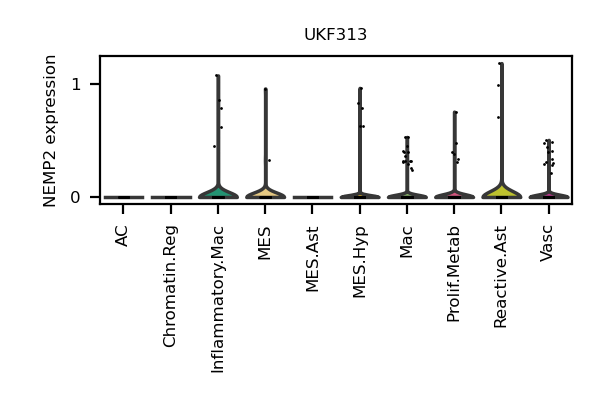 UKF313
NEMP2 expression
1
0
AC
Chromatin.Reg
Inflammatory.Mac
MES
MES.Ast
MES.Hyp
Mac
Prolif.Metab
Reactive.Ast
Vasc